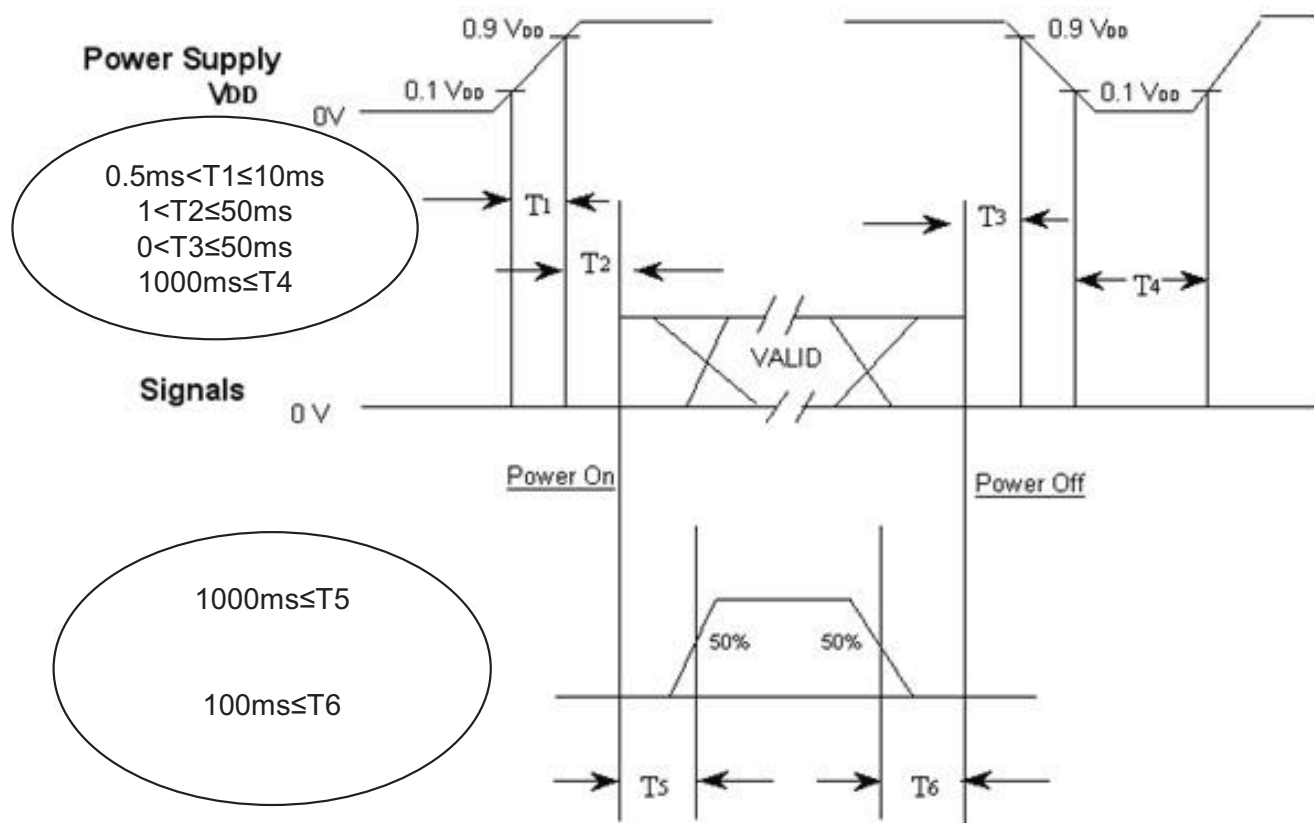 0.9 VDD
0.9 VDD
Power Supply
VDD
0.1 VDD
0.1 VDD
0V
0.5ms<T1≤10ms
1<T2≤50ms
0<T3≤50ms
1000ms≤T4
T1
T3
T2
T4
VALID
Signals
0 V
Power On
Power Off
1000ms≤T5
50%
50%
100ms≤T6
T5
T6